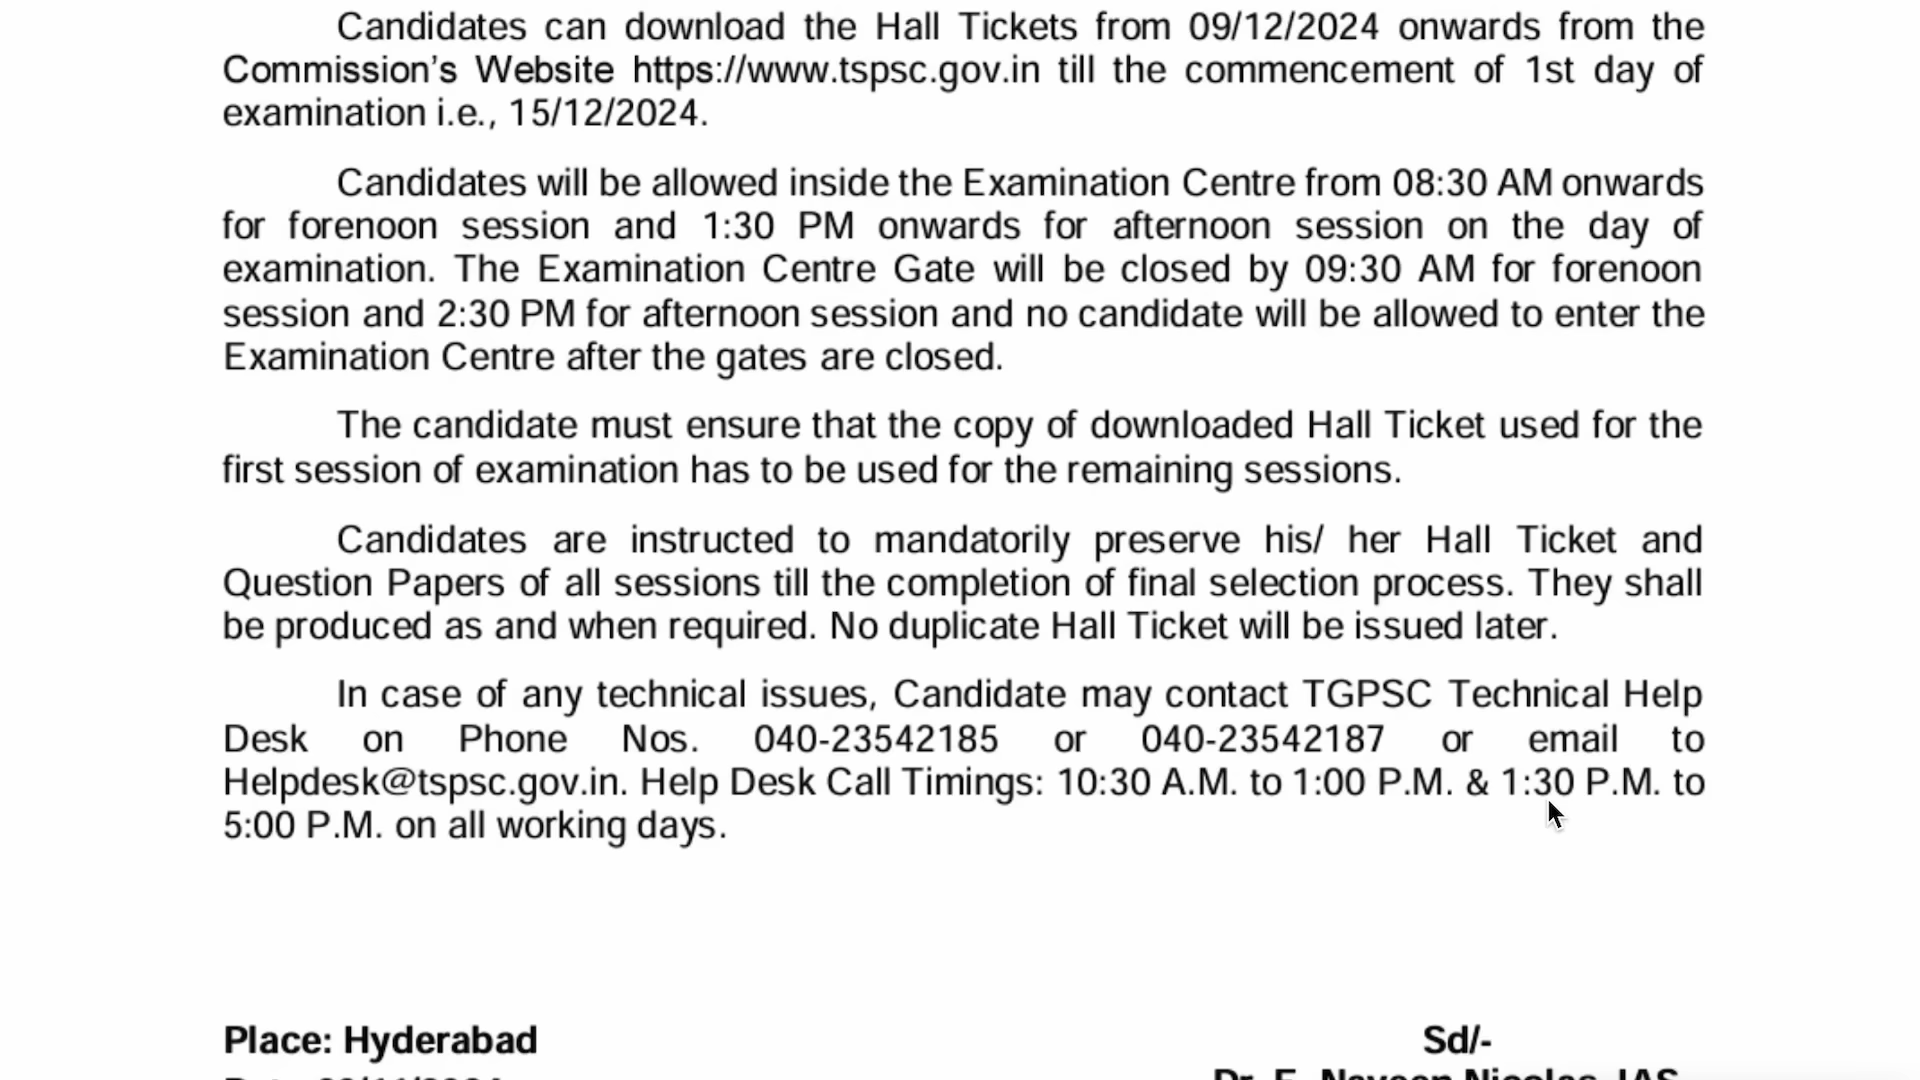 Candidates can download the Hall Tickets from 09/12/2024 onwards from the
Commission’s Website https://www.tspsc.gov.in till the commencement of 1st day of
examination i.e., 15/12/2024.
Candidates will be allowed inside the Examination Centre from 08:30 AM onwards
for forenoon session and 1:30 PM onwards for afternoon session on the day of
examination. The Examination Centre Gate will be closed by 09:30 AM for forenoon
session and 2:30 PM for afternoon session and no candidate will be allowed to enter the
Examination Centre after the gates are closed.
The candidate must ensure that the copy of downloaded Hall Ticket used for the
first session of examination has to be used for the remaining sessions.
Candidates are instructed to mandatorily preserve his/ her Hall Ticket and
Question Papers of all sessions till the completion of final selection process. They shall
be produced as and when required. No duplicate Hall Ticket will be issued later.
In case of any technical issues, Candidate may contact TGPSC Technical Help
Desk on Phone Nos. 040-23542185 or 040-23542187 or email to
Helpdesk@tspsc.gov.in. Help Desk Call Timings: 10:30 A.M. to 1:00 P.M. & 1:30 P.M. to
5:00 P.M. on all working days.
Place: Hyderabad
Sd/-
Dr. E. Naveen Nicolas, IAS